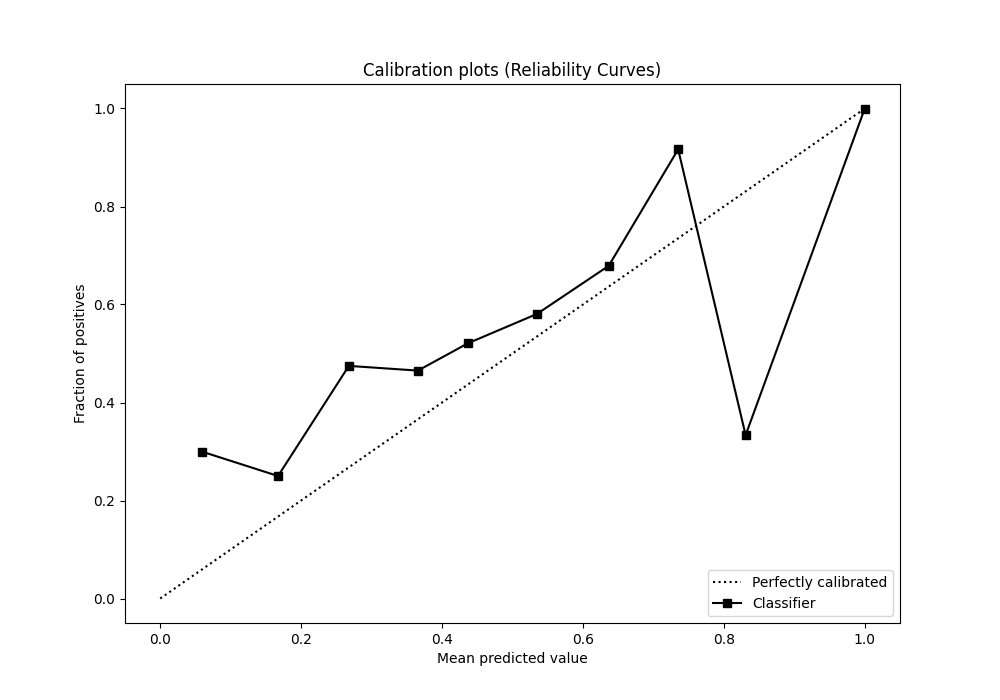 Calibration plots (Reliability Curves)
Fraction of positives
1.0
0.8
0.6
0.4
0.2
0.0
0.0 0.2 0.4 0.6 0.8 1.0
Mean predicted value
Perfectly calibrated
Classifier